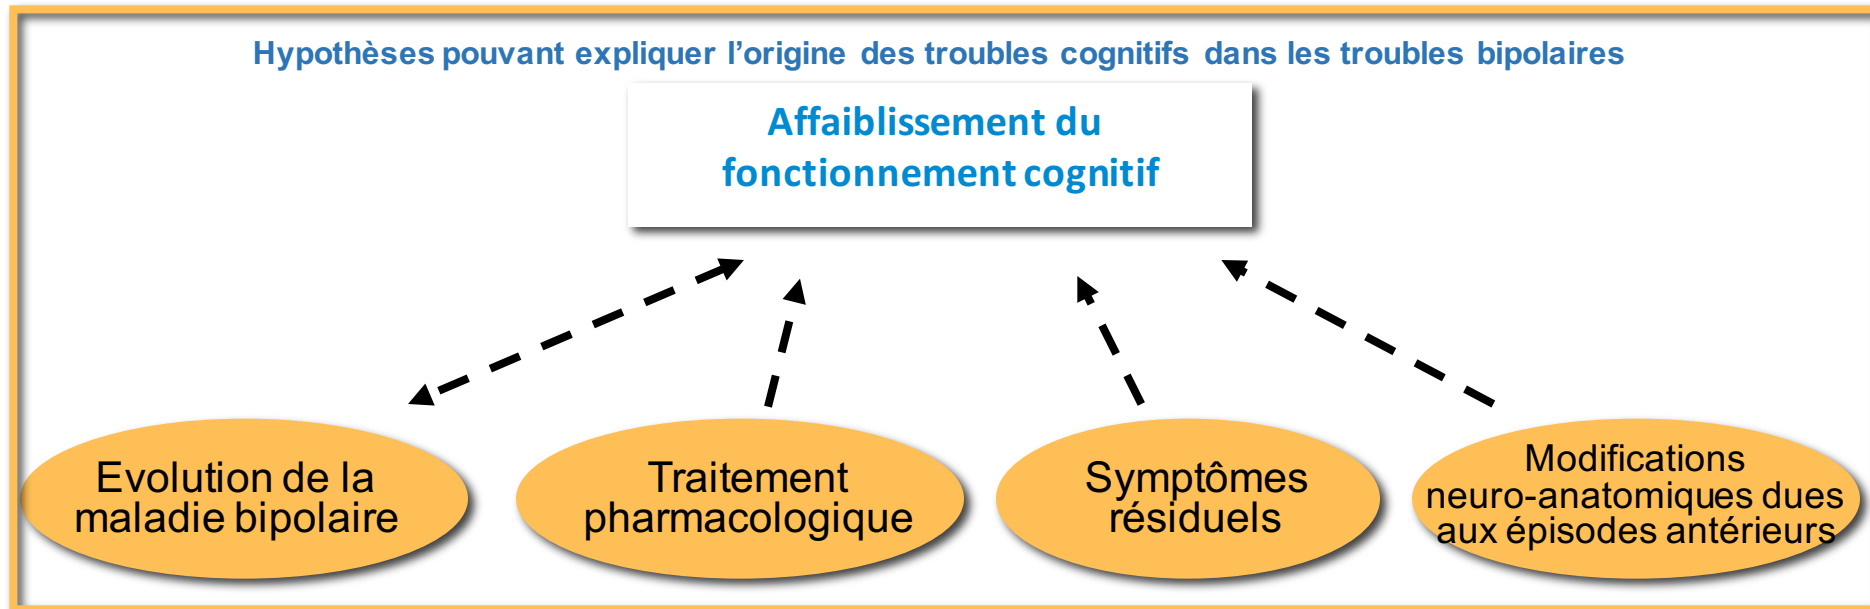 Hypothèses pouvant expliquer l’origine des troubles cognitifs dans les troubles bipolaires
Affaiblissement du
fonctionnement cognitif
Evolution de la
maladie bipolaire
Traitement
pharmacologique
Symptômes
résiduels
Modifications
neuro-anatomiques dues
aux épisodes antérieurs